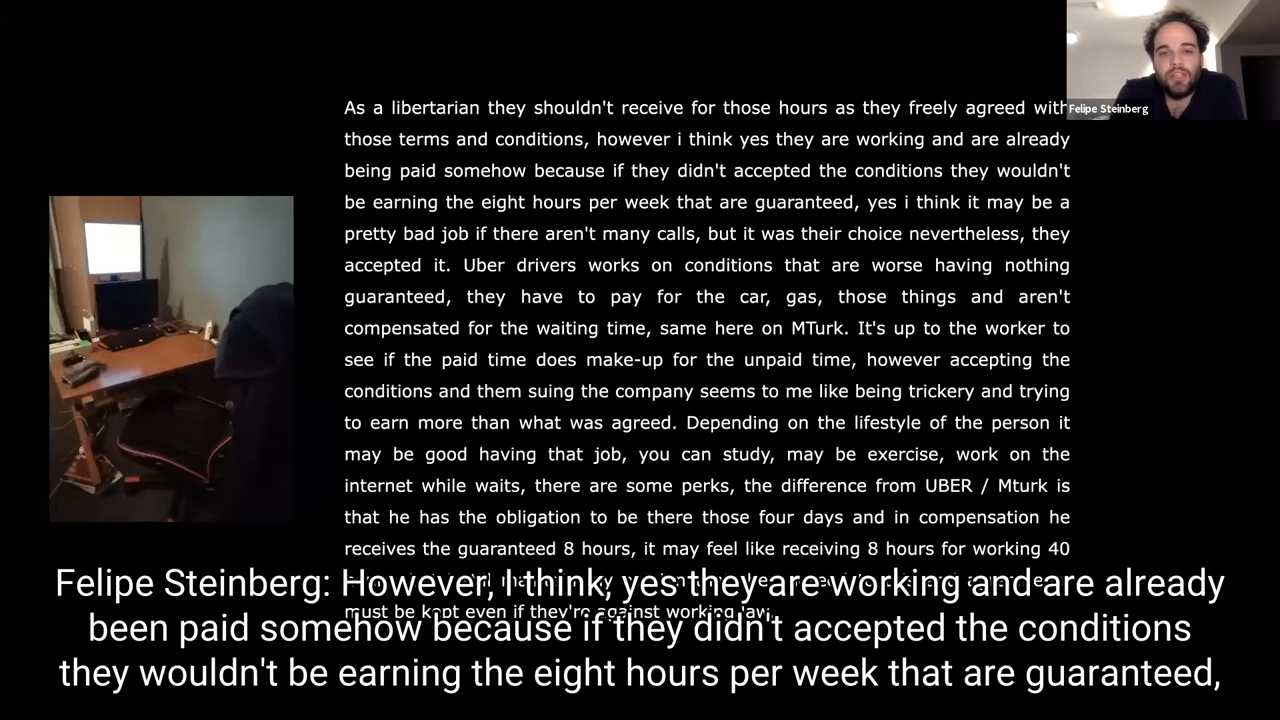 Felipe Steinberg
As a libertarian they shouldn't receive for those hours as they freely agreed with
those terms and conditions, however i think yes they are working and are already
being paid somehow because if they didn't accepted the conditions they wouldn't
be earning the eight hours per week that are guaranteed, yes i think it may be a
pretty bad job if there aren't many calls, but it was their choice nevertheless, they
accepted it. Uber drivers works on conditions that are worse having nothing
guaranteed, they have to pay for the car, gas, those things and aren't
compensated for the waiting time, same here on MTurk. It's up to the worker to
see if the paid time does make-up for the unpaid time, however accepting the
conditions and them suing the company seems to me like being trickery and trying
to earn more than what was agreed. Depending on the lifestyle of the person it
may be good having that job, you can study, may be exercise, work on the
internet while waits, there are some perks, the difference from UBER / Mturk is
that he has the obligation to be there those four days and in compensation he
receives the guaranteed 8 hours, it may feel like receiving 8 hours for working 40
must be kept even if they're against working law.
Felipe Steinberg: However, I think, yes they are working and are already
been paid somehow because if they didn't accepted the conditions
they wouldn't be earning the eight hours per week that are guaranteed,